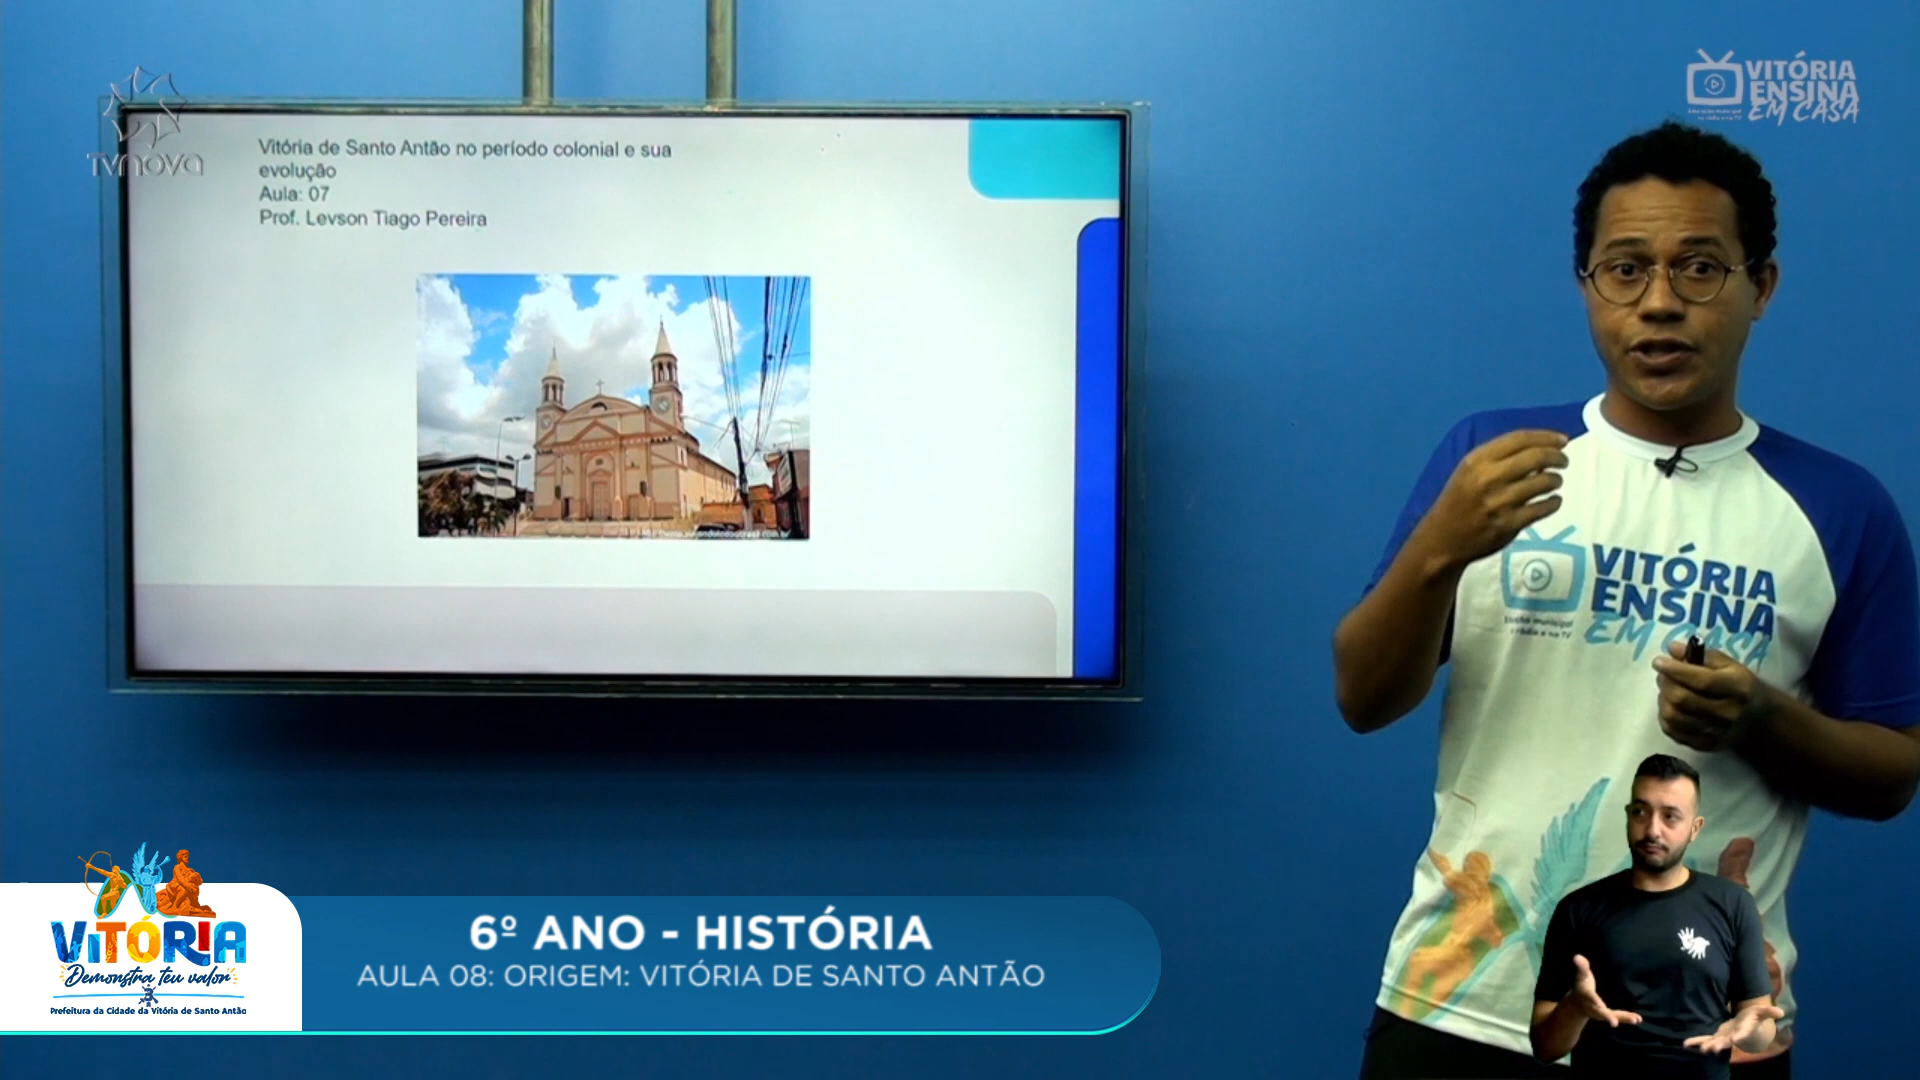 TVNOVA
VITÓRIA
ENSINA
EM CASA
Vitória de Santo Antão no período colonial e sua
evolução
Aula: 07
Prof. Levson Tiago Pereira
VITÓRIA
ENSINA
EM CASA
VITÓRIA
Demonstra teu valor
Prefeitura da Cidade da Vitória de Santo Antão
6º ANO - HISTÓRIA
AULA 08: ORIGEM: VITÓRIA DE SANTO ANTÃO